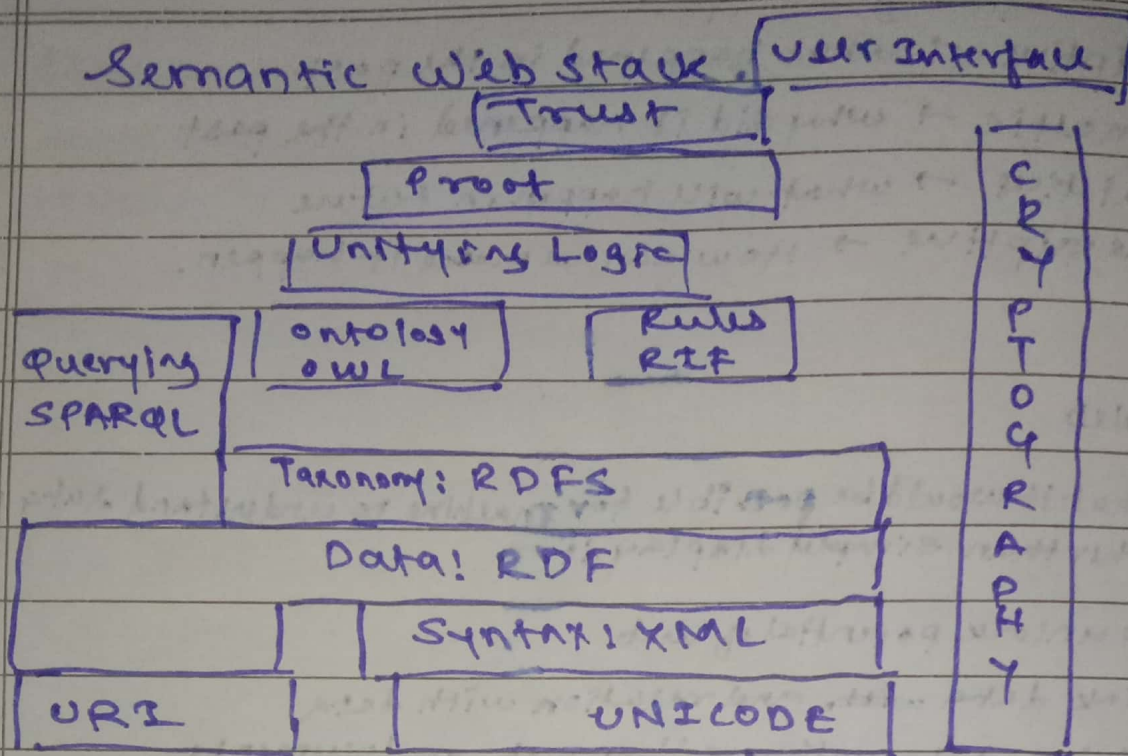 Semantic Web Stack.
User Interface
Trust
Proof
Unifying Logic
Querying
SPARQL
Ontology
OWL
Rules
RIF
Taxonomy: RDFS
Data: RDF
Syntax: XML
URI
UNICODE
CRYPTOGRAPHY